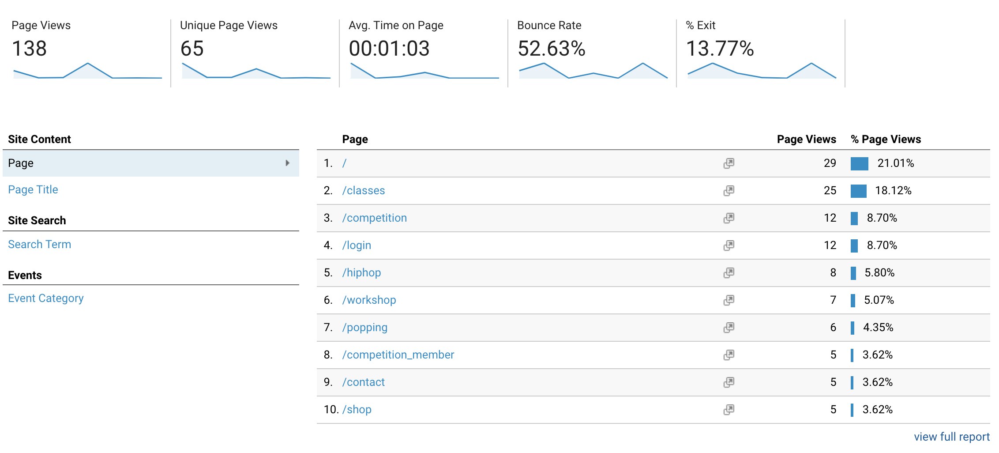 Page Views
138
Unique Page Views
65
Avg. Time on Page
00:01:03
Bounce Rate
52.63%
% Exit
13.77%
Site Content
Page
Page Title
Site Search
Search Term
Events
Event Category
Page Page Views % Page Views
1. / 29 21.01%
2. /classes 25 18.12%
3. /competition 12 8.70%
4. /login 12 8.70%
5. /hiphop 8 5.80%
6. /workshop 7 5.07%
7. /popping 6 4.35%
8. /competition_member 5 3.62%
9. /contact 5 3.62%
10. /shop 5 3.62%
view full report